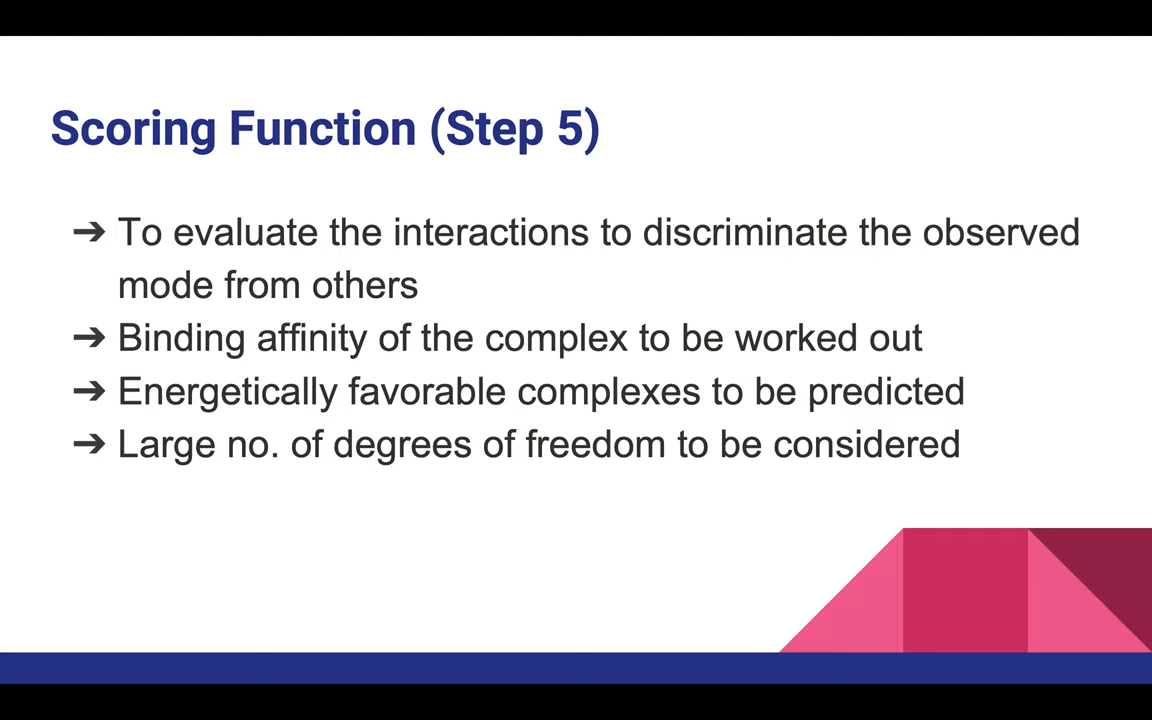 Scoring Function (Step 5)
➔ To evaluate the interactions to discriminate the observed
mode from others
➔ Binding affinity of the complex to be worked out
➔ Energetically favorable complexes to be predicted
➔ Large no. of degrees of freedom to be considered